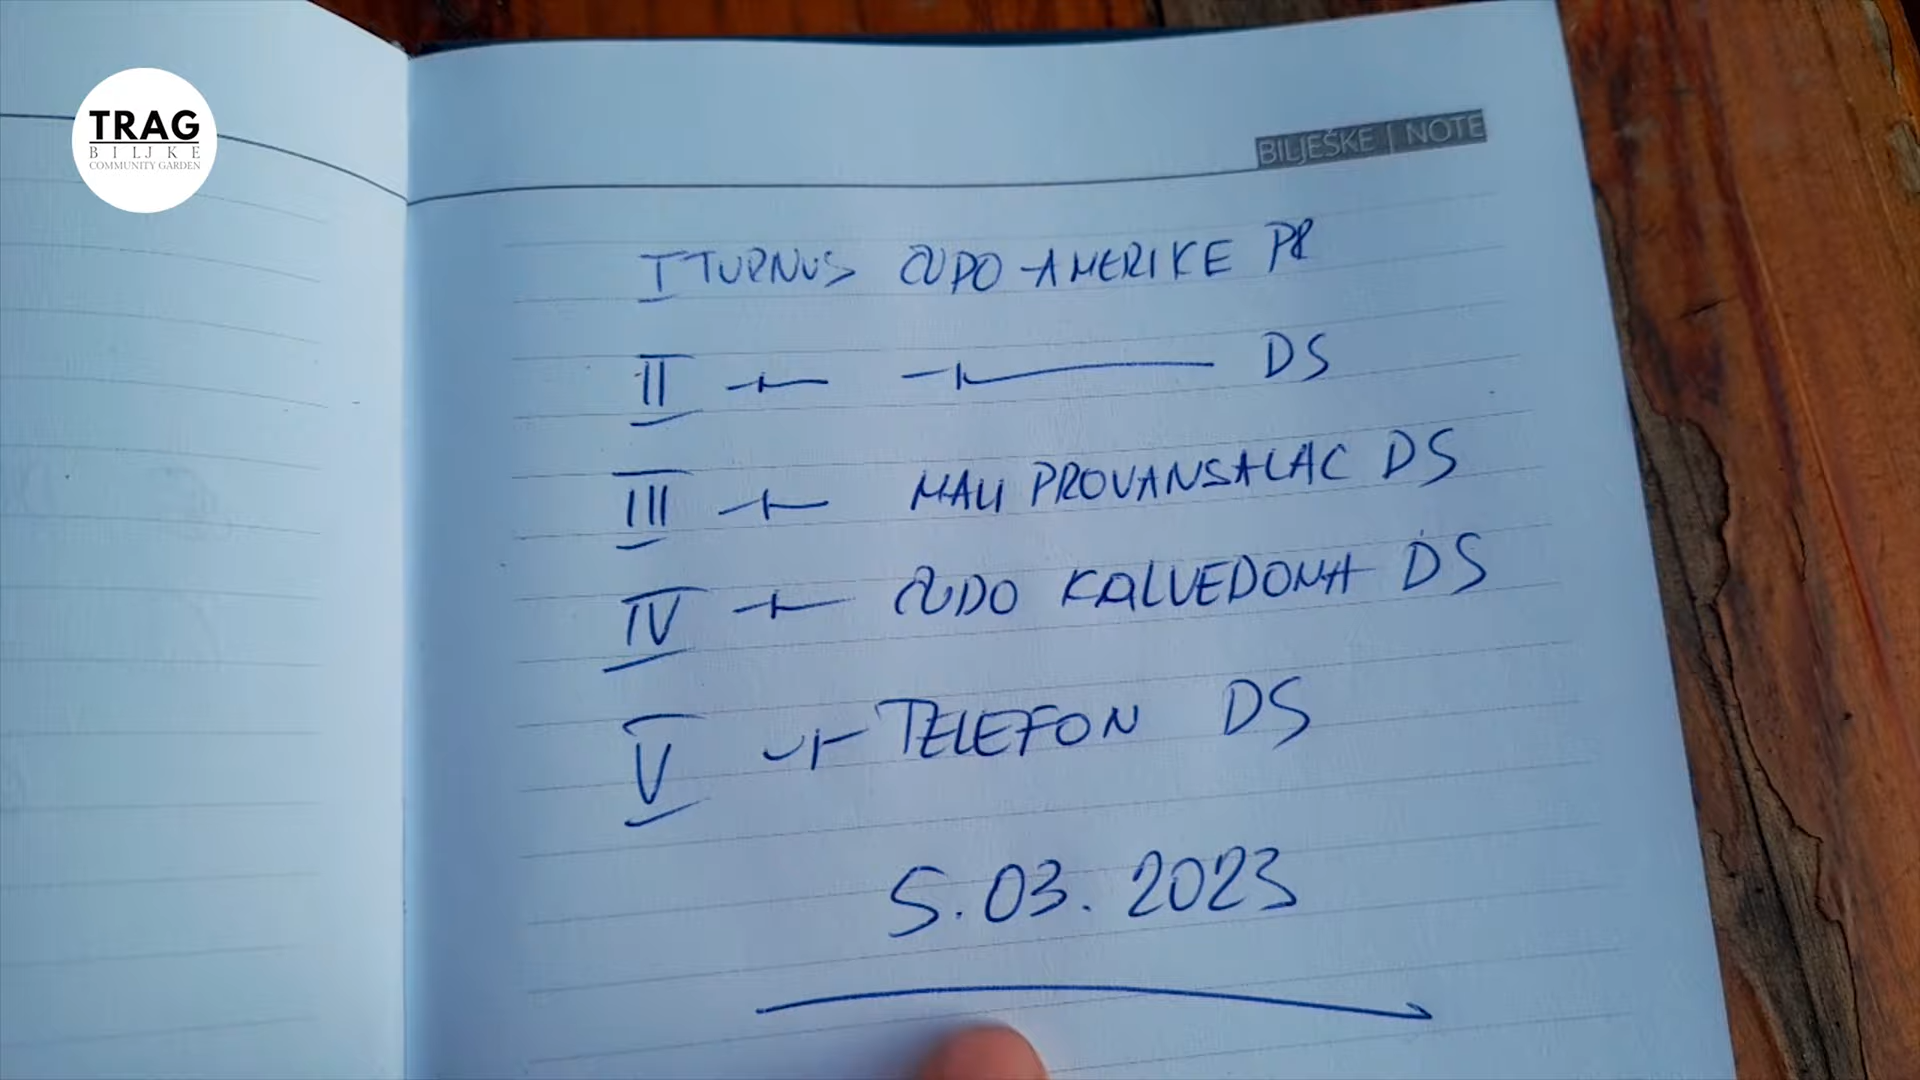 TRAG
BILJKE
COMMUNITY GARDEN
BILJEŠKE | NOTE
I TURNUS ČUDO AMERIKE
II —|— —|— DS
III —|— MALI PROVANSALAC DS
IV —|— ČUDO KALVEDONA DS
V —|— TELEFON DS
5.03.2023